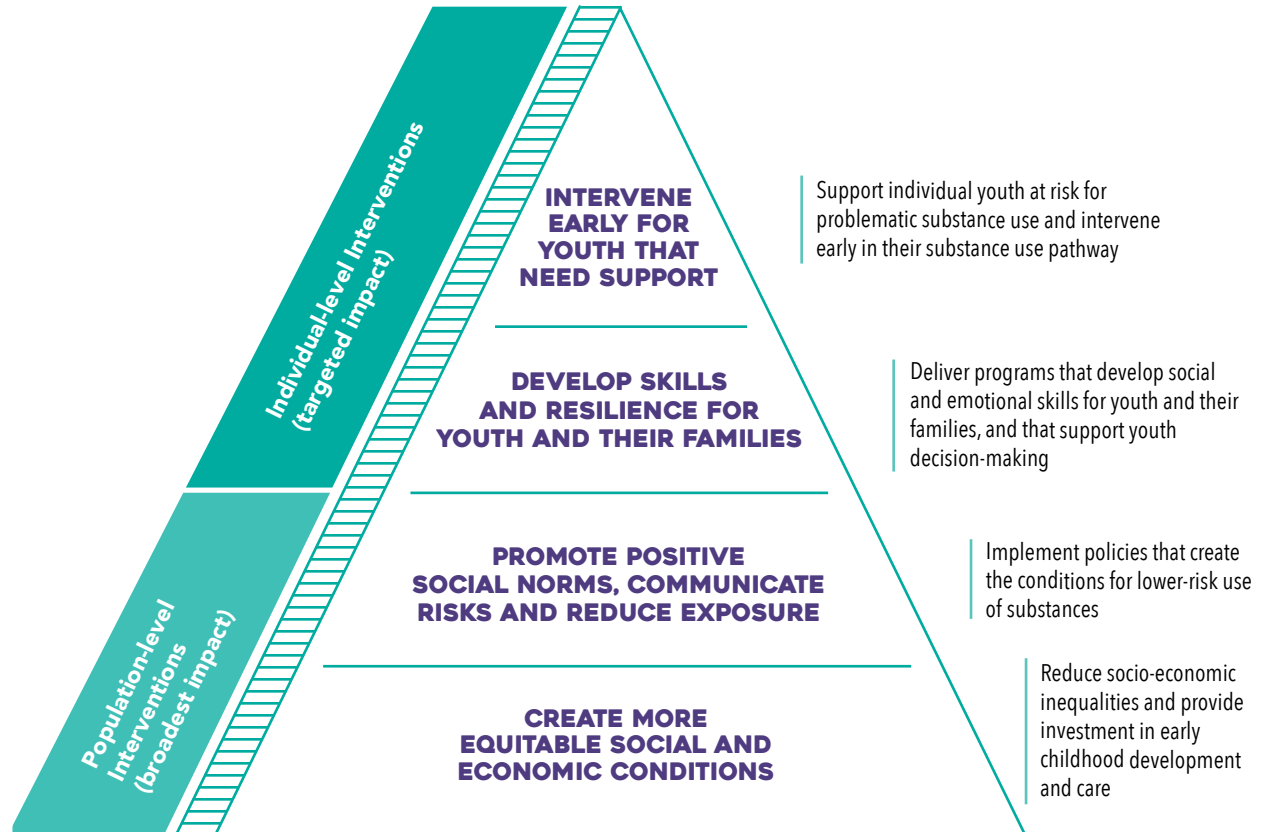 Individual-level Interventions
(targeted impact)
INTERVENE
EARLY FOR
YOUTH THAT
NEED SUPPORT
Support individual youth at risk for
problematic substance use and intervene
early in their substance use pathway
DEVELOP SKILLS
AND RESILIENCE FOR
YOUTH AND THEIR FAMILIES
Deliver programs that develop social
and emotional skills for youth and their
families, and that support youth
decision-making
Population-level
Interventions
(broadest impact)
PROMOTE POSITIVE
SOCIAL NORMS, COMMUNICATE
RISKS AND REDUCE EXPOSURE
Implement policies that create
the conditions for lower-risk use
of substances
CREATE MORE
EQUITABLE SOCIAL AND
ECONOMIC CONDITIONS
Reduce socio-economic
inequalities and provide
investment in early
childhood development
and care